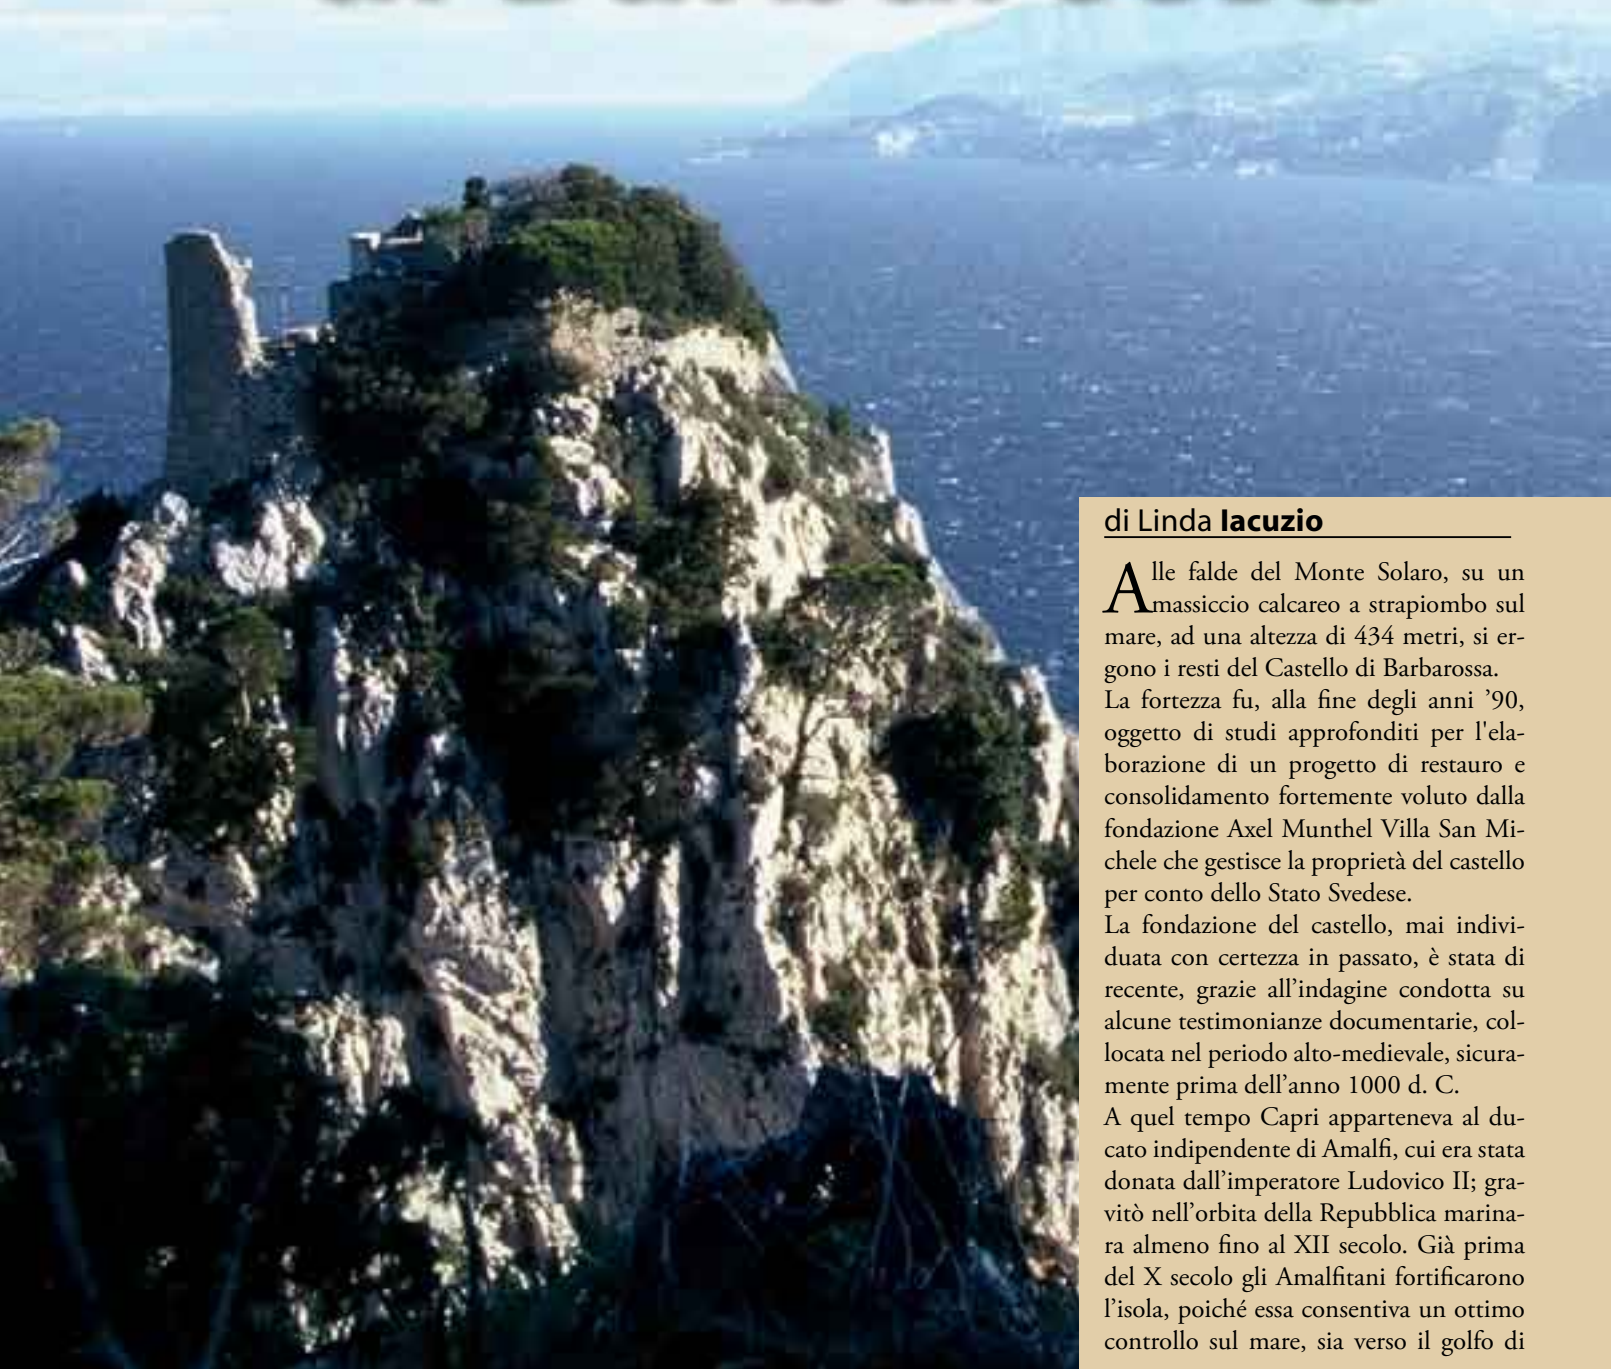 di Linda Iacuzio
Alle falde del Monte Solaro, su un
massiccio calcareo a strapiombo sul
mare, ad una altezza di 434 metri, si er-
gono i resti del Castello di Barbarossa.
La fortezza fu, alla fine degli anni ’90,
oggetto di studi approfonditi per l'ela-
borazione di un progetto di restauro e
consolidamento fortemente voluto dalla
fondazione Axel Munthel Villa San Mi-
chele che gestisce la proprietà del castello
per conto dello Stato Svedese.
La fondazione del castello, mai indivi-
duata con certezza in passato, è stata di
recente, grazie all’indagine condotta su
alcune testimonianze documentarie, col-
locata nel periodo alto-medievale, sicura-
mente prima dell’anno 1000 d. C.
A quel tempo Capri apparteneva al du-
cato indipendente di Amalfi, cui era stata
donata dall’imperatore Ludovico II; gra-
vitò nell’orbita della Repubblica marina-
ra almeno fino al XII secolo. Già prima
del X secolo gli Amalfitani fortificarono
l’isola, poiché essa consentiva un ottimo
controllo sul mare, sia verso il golfo di